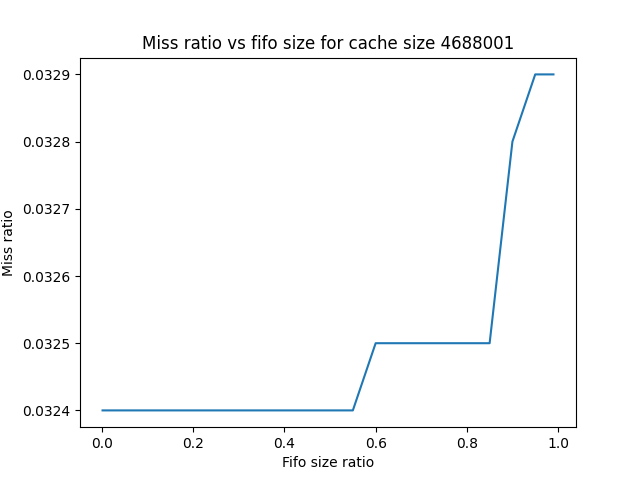 Miss ratio vs fifo size for cache size 4688001
0.0329
0.0328
0.0327
0.0326
0.0325
0.0324
Miss ratio
0.0 0.2 0.4 0.6 0.8 1.0
Fifo size ratio